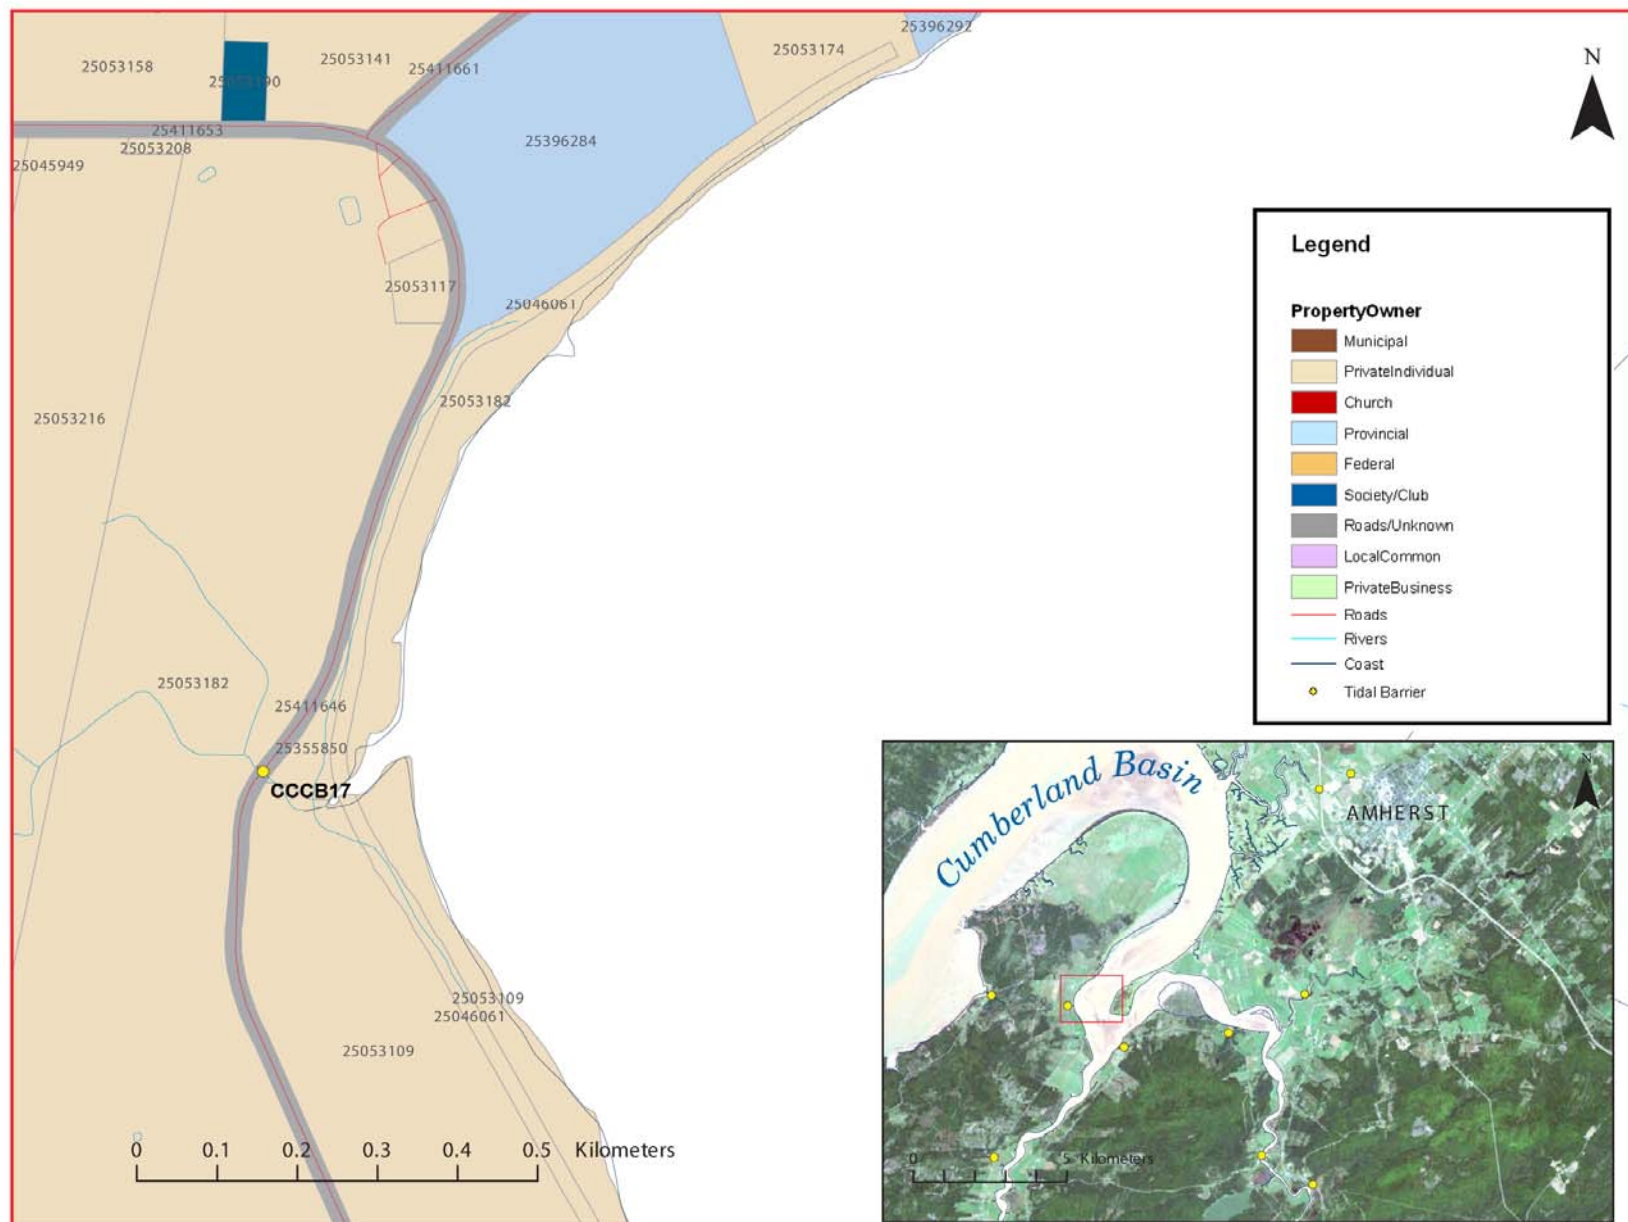 25396292
25053174
25053141
25053158
25411661
25053190
25411653
25053208
25045949
25396284
25053117
25046061
25053182
25053216
25053182
25411646
25355850
CCCB17
25053109
25046061
25053109
0 0.1 0.2 0.3 0.4 0.5 Kilometers
N
Legend
PropertyOwner
Municipal
PrivateIndividual
Church
Provincial
Federal
Society/Club
Roads/Unknown
LocalCommon
PrivateBusiness
Roads
Rivers
Coast
Tidal Barrier
Cumberland Basin
N
AMHERST
0 5 Kilometers